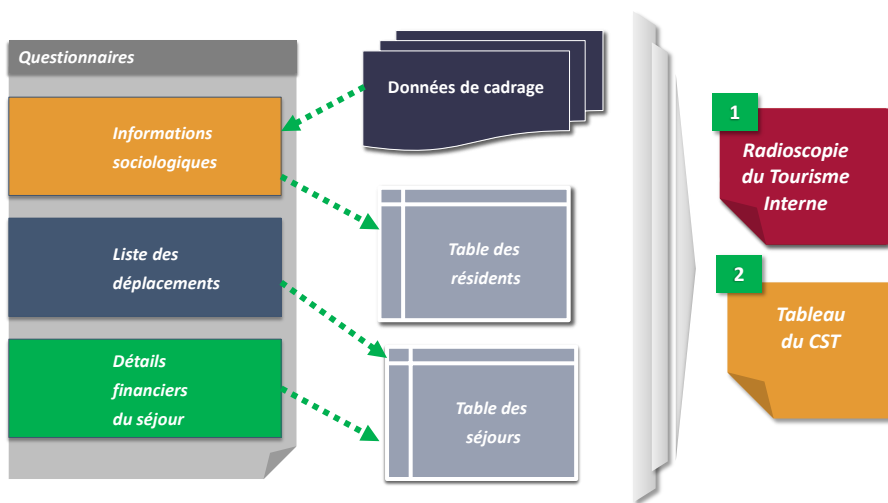 Questionnaires
Informations
sociologiques
Liste des
déplacements
Détails
financiers
du séjour
Données de cadrage
Table des
résidents
Table des
séjours
1
Radioscopie
du Tourisme
Interne
2
Tableau
du CST